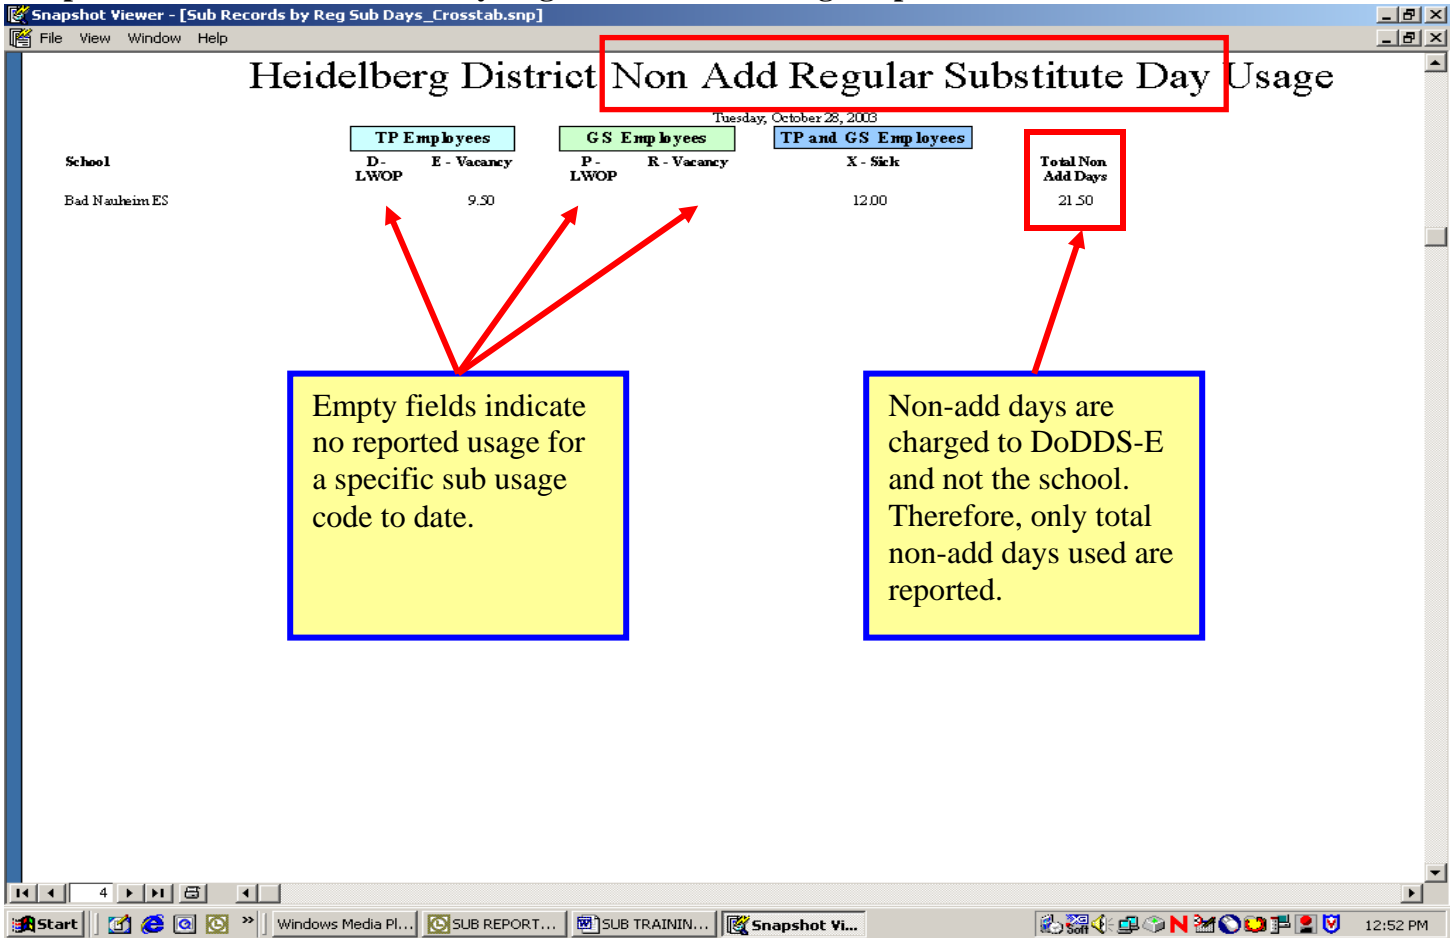 Snapshot Viewer - [Sub Records by Reg Sub Days_Crosstab.snp]
File View Window Help
Heidelberg District Non Add Regular Substitute Day Usage
Tuesday, October 28, 2003
TP Employees GS Employees TP and GS Employees
School D - LWOP E - Vacancy P - LWOP R - Vacancy X - Sick Total Non Add Days
Bad Nauheim ES 9.50 12.00 21.50
Empty fields indicate
no reported usage for
a specific sub usage
code to date.
Non-add days are
charged to DoDDS-E
and not the school.
Therefore, only total
non-add days used are
reported.
4
Start Windows Media Pl... SUB REPORT... SUB TRAININ... Snapshot Vi... 12:52 PM